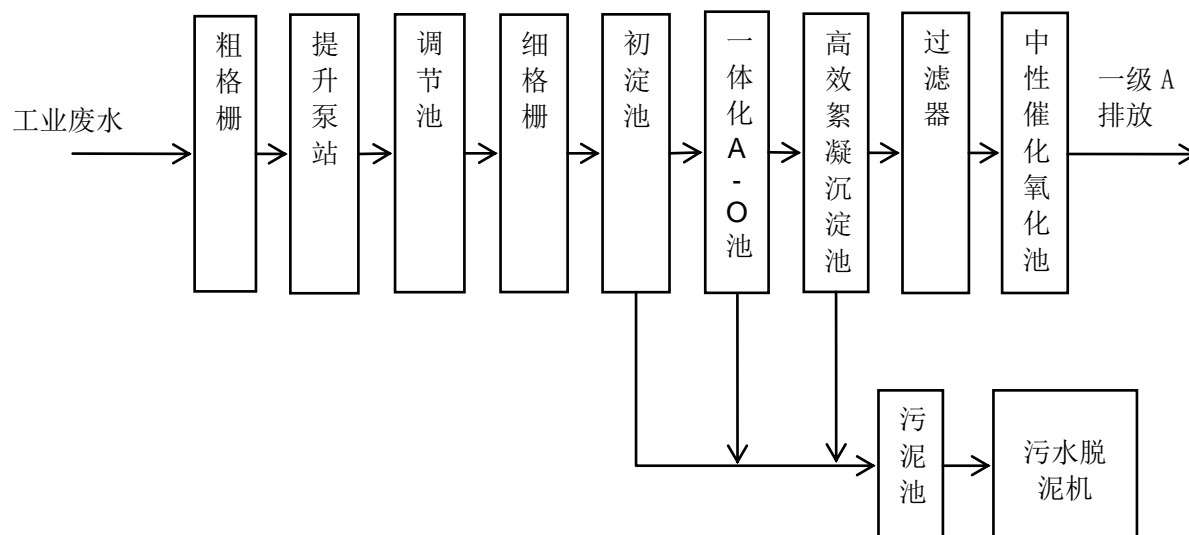 工业废水
粗格栅
提升泵站
调节池
细格栅
初淀池
一体化A-O池
高效絮凝沉淀池
过滤器
中性催化氧化池
一级 A
排放
污泥池
污水脱
泥机